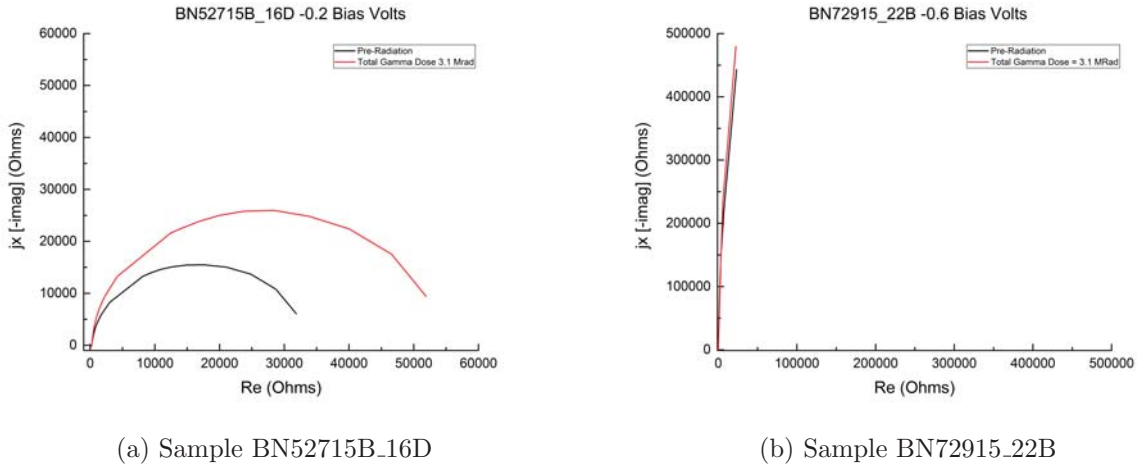 BN52715B_16D -0.2 Bias Volts
60000
50000
40000
30000
20000
10000
0
jx [-imag] (Ohms)
Pre-Radiation
Total Gamma Dose 3.1 Mrad
0 10000 20000 30000 40000 50000 60000
Re (Ohms)
(a) Sample BN52715B_16D
BN72915_22B -0.6 Bias Volts
500000
400000
300000
200000
100000
0
jx [-imag] (Ohms)
Pre-Radiation
Total Gamma Dose = 3.1 MRad
0 100000 200000 300000 400000 500000
Re (Ohms)
(b) Sample BN72915_22B